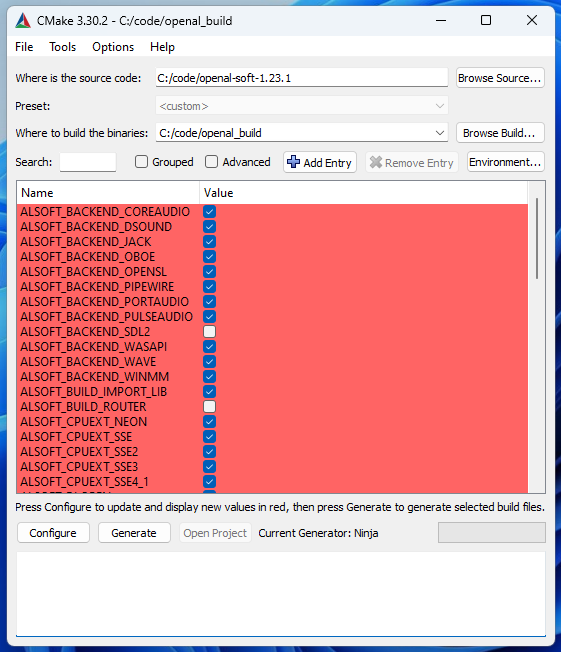 CMake 3.30.2 - C:/code/openal_build
File Tools Options Help
Where is the source code: C:/code/openal-soft-1.23.1 Browse Source...
Preset: <custom>
Where to build the binaries: C:/code/openal_build Browse Build...
Search: Grouped Advanced Add Entry Remove Entry Environment...
Name Value
ALSOFT_BACKEND_COREAUDIO
ALSOFT_BACKEND_DSOUND
ALSOFT_BACKEND_JACK
ALSOFT_BACKEND_OBOE
ALSOFT_BACKEND_OPENSL
ALSOFT_BACKEND_PIPEWIRE
ALSOFT_BACKEND_PORTAUDIO
ALSOFT_BACKEND_PULSEAUDIO
ALSOFT_BACKEND_SDL2
ALSOFT_BACKEND_WASAPI
ALSOFT_BACKEND_WAVE
ALSOFT_BACKEND_WINMM
ALSOFT_BUILD_IMPORT_LIB
ALSOFT_BUILD_ROUTER
ALSOFT_CPUEXT_NEON
ALSOFT_CPUEXT_SSE
ALSOFT_CPUEXT_SSE2
ALSOFT_CPUEXT_SSE3
ALSOFT_CPUEXT_SSE4_1
Press Configure to update and display new values in red, then press Generate to generate selected build files.
Configure Generate Open Project Current Generator: Ninja